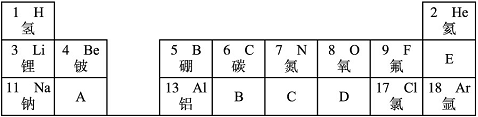 1 H 2 He
氢 氦
3 Li 4 Be 5 B 6 C 7 N 8 O 9 F E
锂 铍 硼 碳 氮 氧 氟
11 Na A 13 Al B C D 17 Cl 18 Ar
钠 铝 氯 氩